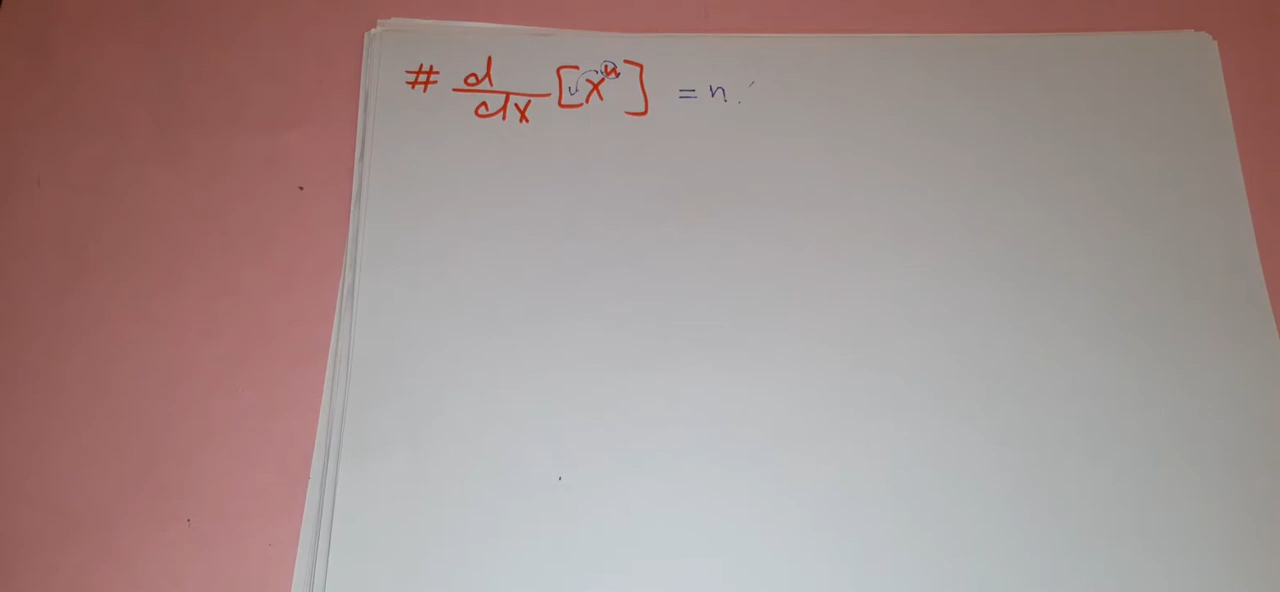 # d/dx [x^n] = n.